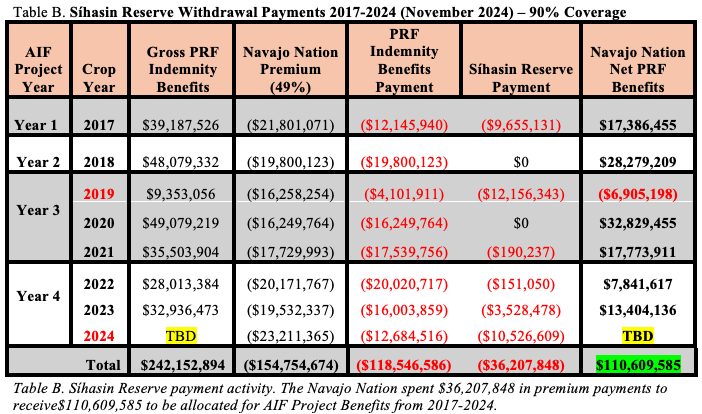 Table B. Síhasin Reserve Withdrawal Payments 2017-2024 (November 2024) – 90% Coverage
AIF Project Year | Crop Year | Gross PRF Indemnity Benefits | Navajo Nation Premium (49%) | PRF Indemnity Benefits Payment | Síhasin Reserve Payment | Navajo Nation Net PRF Benefits
Year 1 | 2017 | $39,187,526 | ($21,801,071) | ($12,145,940) | ($9,655,131) | $17,386,455
Year 2 | 2018 | $48,079,332 | ($19,800,123) | ($19,800,123) | $0 | $28,279,209
Year 3 | 2019 | $9,353,056 | ($16,258,254) | ($4,101,911) | ($12,156,343) | ($6,905,198)
2020 | $49,079,219 | ($16,249,764) | ($16,249,764) | $0 | $32,829,455
2021 | $35,503,904 | ($17,729,993) | ($17,539,756) | ($190,237) | $17,773,911
Year 4 | 2022 | $28,013,384 | ($20,171,767) | ($20,020,717) | ($151,050) | $7,841,617
2023 | $32,936,473 | ($19,532,337) | ($16,003,859) | ($3,528,478) | $13,404,136
2024 | TBD | ($23,211,365) | ($12,684,516) | ($10,526,609) | TBD
Total | $242,152,894 | ($154,754,674) | ($118,546,586) | ($36,207,848) | $110,609,585
Table B. Síhasin Reserve payment activity. The Navajo Nation spent $36,207,848 in premium payments to
receive$110,609,585 to be allocated for AIF Project Benefits from 2017-2024.